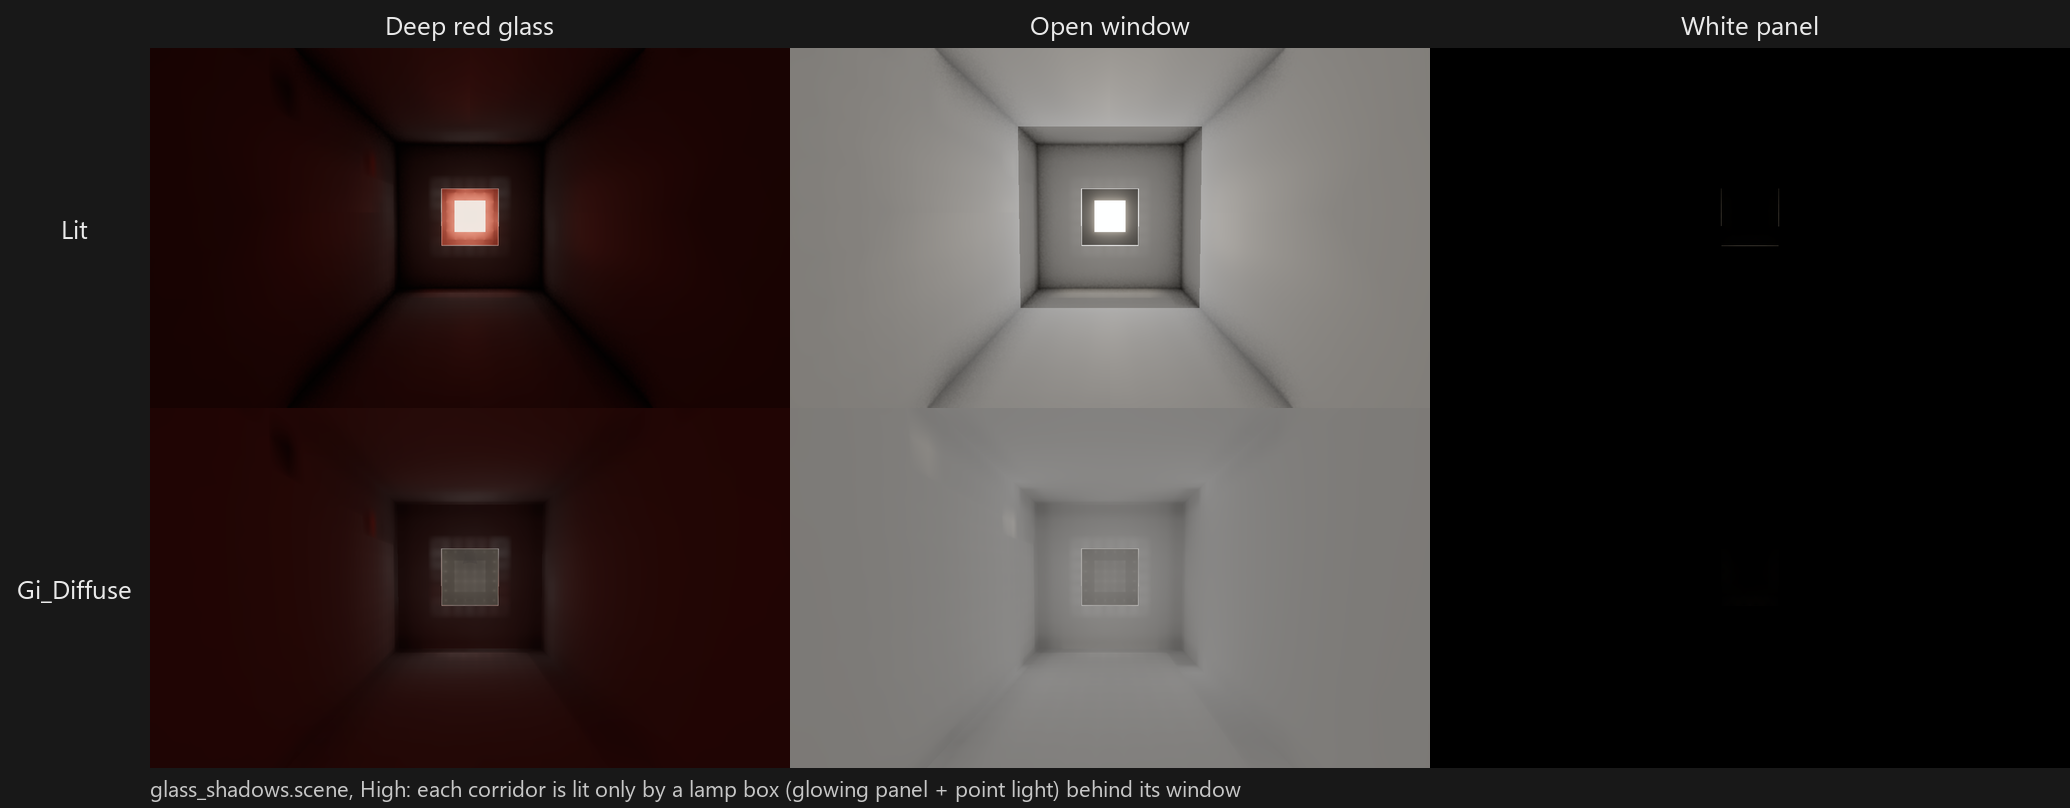 Deep red glass
Open window
White panel
Lit
Gi_Diffuse
glass_shadows.scene, High: each corridor is lit only by a lamp box (glowing panel + point light) behind its window